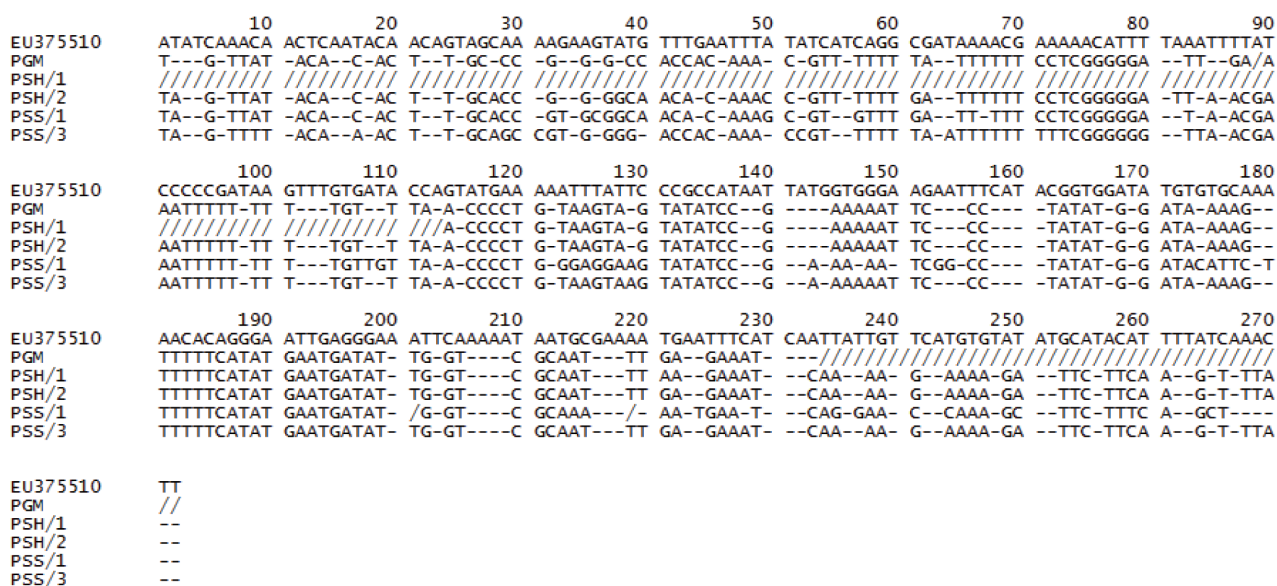 10 20 30 40 50 60 70 80 90
EU375510 ATATCAAACA ACTCAATACA ACAGTAGCAA AAGAAGTATG TTTGAATTTA TATCATCAGG CGATAAAACG AAAAACATTT TAAATTTTAT
PGM T---G-TTAT -ACA--C-ACT T--T-GC-CC -G--G-G-CC ACCAC-AAA- C-GTT-TTTT TA--TTTTTT CCTCGGGGGA --TT--GA/A
PSH/1 ////////// ////////// ////////// ////////// ////////// ////////// ////////// ////////// //////////
PSH/2 TA--G-TTAT -ACA--C-ACT T--T-GCACC -G--G-GGCA ACA-C-AAAC C-GTT-TTTT GA--TTTTTT CCTCGGGGGA -TT-A-ACGA
PSS/1 TA--G-TTAT -ACA--C-ACT T--T-GCACC -GT-GCGGCA ACA-C-AAAG C-GT--GTTT GA--TT-TTT CCTCGGGGGA --T-A-ACGA
PSS/3 TA--G-TTTT -ACA--A-ACT T--T-GCAGC CGT-G-GGG- ACCAC-AAA- CCGT--TTTT TA-ATTTTTT TTTCGGGGGG --TTA-ACGA
100 110 120 130 140 150 160 170 180
EU375510 CCCCCGATAA GTTTGTGATA CCAGTATGAA AAATTTATTC CCGCCATAAT TATGGTGGGA AGAATTTCAT ACGGTGGATA TGTGTGCAAA
PGM AATTTTT-TT T---TGT--T TA-A-CCCCT G-TAAGTA-G TATATCC--G ----AAAAAT TC---CC--- -TATAT-G-G ATA-AAAG--
PSH/1 ////////// ////////// ///A-CCCCT G-TAAGTA-G TATATCC--G ----AAAAAT TC---CC---- -TATAT-G-G ATA-AAAG--
PSH/2 AATTTTT-TT T---TGT--T TA-A-CCCCT G-TAAGTA-G TATATCC--G ----AAAAAT TC---CC---- -TATAT-G-G ATA-AAAG--
PSS/1 AATTTTT-TT T---TGTTGT TA-A-CCCCT G-GGAGGAAG TATATCC--G --A-AA-AA- TCGG-CC---- -TATAT-G-G ATACATTC-T
PSS/3 AATTTTT-TT T---TGT--T TA-A-CCCCT G-TAAGTAAG TATATCC--G --A-AAAAAT TC---CC---- -TATAT-G-G ATA-AAAG--
190 200 210 220 230 240 250 260 270
EU375510 AACACAGGGA ATTGAGGGAA ATTCAAAAAT AATGCGAAAA TGAATTTCAT CAATTATTGT TCATGTGTAT ATGCATACAT TTTATCAAAC
PGM TTTTTCATAT GAATGATAT- TG-GT----C GCAAT---TT GA--GAAAT- ---/////////////////////////////////////////
PSH/1 TTTTTCATAT GAATGATAT- TG-GT----C GCAAT---TT AA--GAAAT- ---CAA--AA- G--AAAA-GA --TTC-TTCA A--G-T-TTA
PSH/2 TTTTTCATAT GAATGATAT- TG-GT----C GCAAT---TT GA--GAAAT- ---CAA--AA- G--AAAA-GA --TTC-TTCA A--G-T-TTA
PSS/1 TTTTTCATAT GAATGATAT- /G-GT----C GCAAA---/- AA-TGAA-T- ---CAG-GAA- C--CAAA-GC --TTC-TTTCA A--GCT----
PSS/3 TTTTTCATAT GAATGATAT- TG-GT----C GCAAT---TT GA--GAAAT- ---CAA--AA- G--AAAA-GA --TTC-TTCA A--G-T-TTA
EU375510 TT
PGM //
PSH/1 --
PSH/2 --
PSS/1 --
PSS/3 --